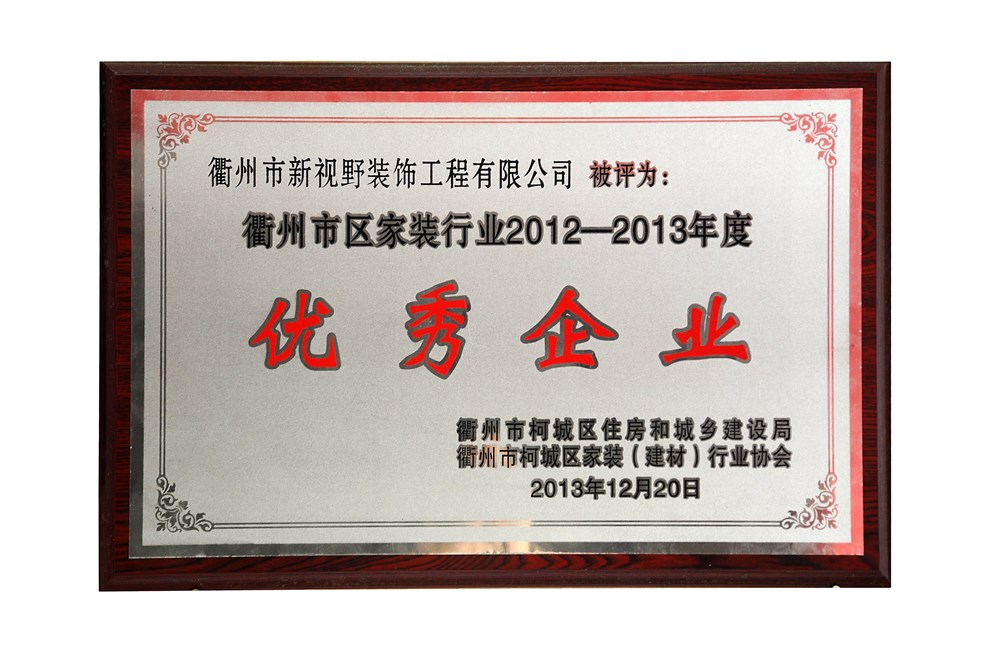 衢州市新视野装饰工程有限公司 被评为：
衢州市区家装行业2012—2013年度
优秀企业
衢州市柯城区住房和城乡建设局
衢州市柯城区家装（建材）行业协会
2013年12月20日